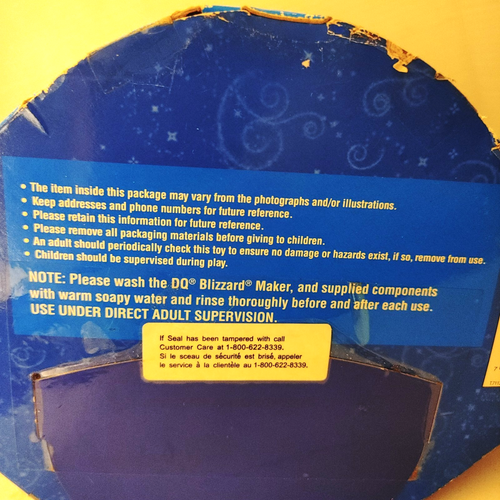 • The item inside this package may vary from the photographs and/or illustrations.
• Keep addresses and phone numbers for future reference.
• Please retain this information for future reference.
• Please remove all packaging materials before giving to children.
• An adult should periodically check this toy to ensure no damage or hazards exist, if so, remove from use.
• Children should be supervised during play.
NOTE: Please wash the DQ® Blizzard® Maker, and supplied components
with warm soapy water and rinse thoroughly before and after each use.
USE UNDER DIRECT ADULT SUPERVISION.
If Seal has been tampered with call
Customer Care at 1-800-622-8339.
Si le sceau de sécurité est brisé, appeler
le service à la clientèle au 1-800-622-8339.